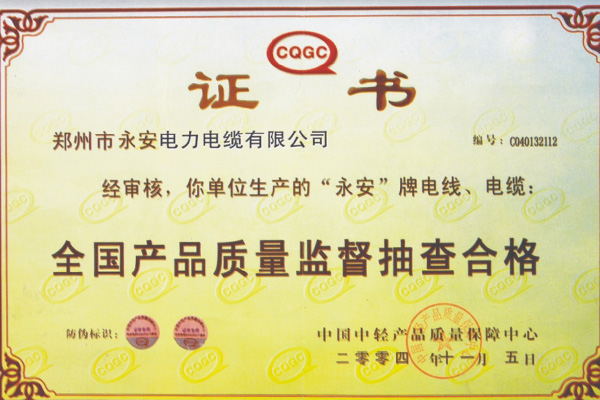 CQGC
证书
郑州市永安电力电缆有限公司
编号：CO40132112
经审核，你单位生产的“永安”牌电线、电缆：
全国产品质量监督抽查合格
防伪标识：
中国中轻产品质量保障中心
二〇〇四年十一月五日